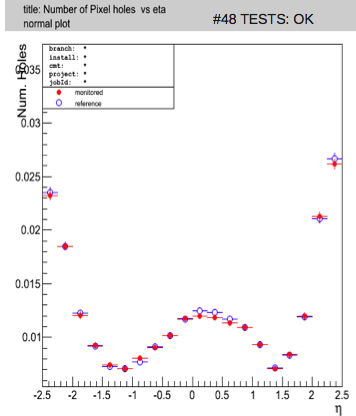 title: Number of Pixel holes vs eta
normal plot
#48 TESTS: OK
branch: *
install: *
cmt: *
project: *
jobId: *
monitored
reference
Num. Holes
0.035
0.03
0.025
0.02
0.015
0.01
-2.5 -2 -1.5 -1 -0.5 0 0.5 1 1.5 2 2.5
η